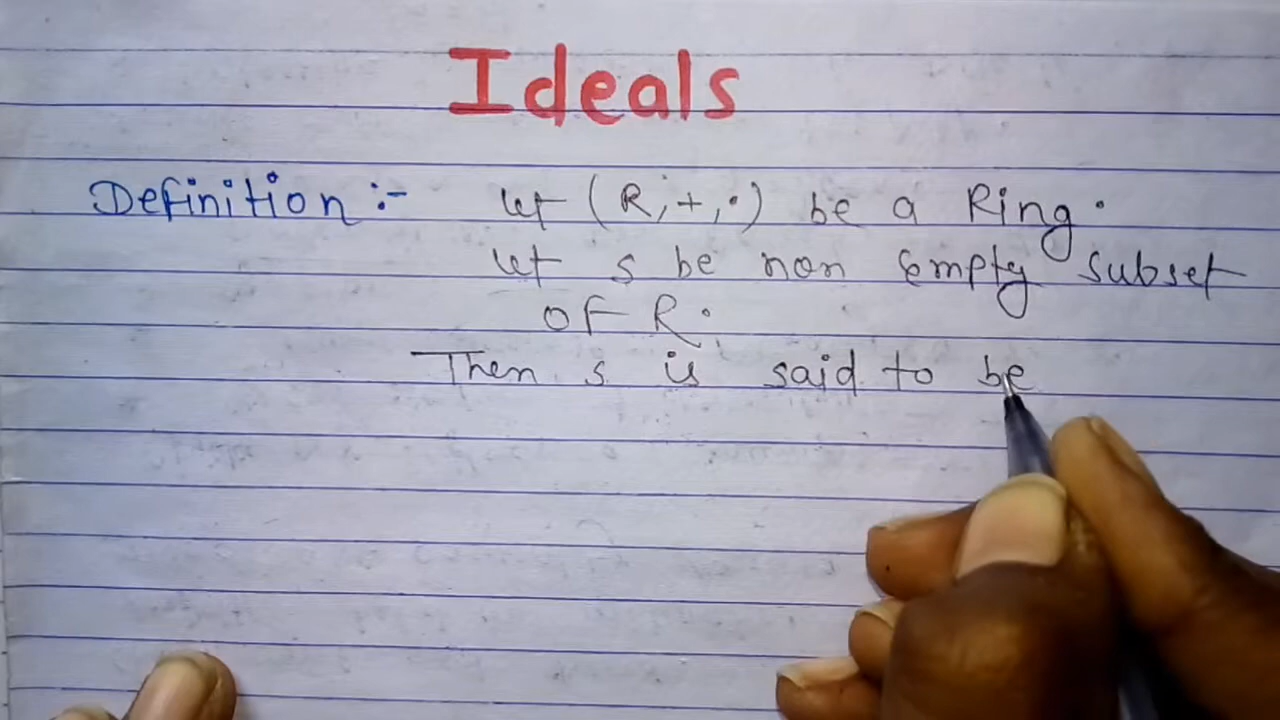 Ideals
Definition :- let (R,+,·) be a Ring.
let s be non empty subset
of R.
Then s is said to be